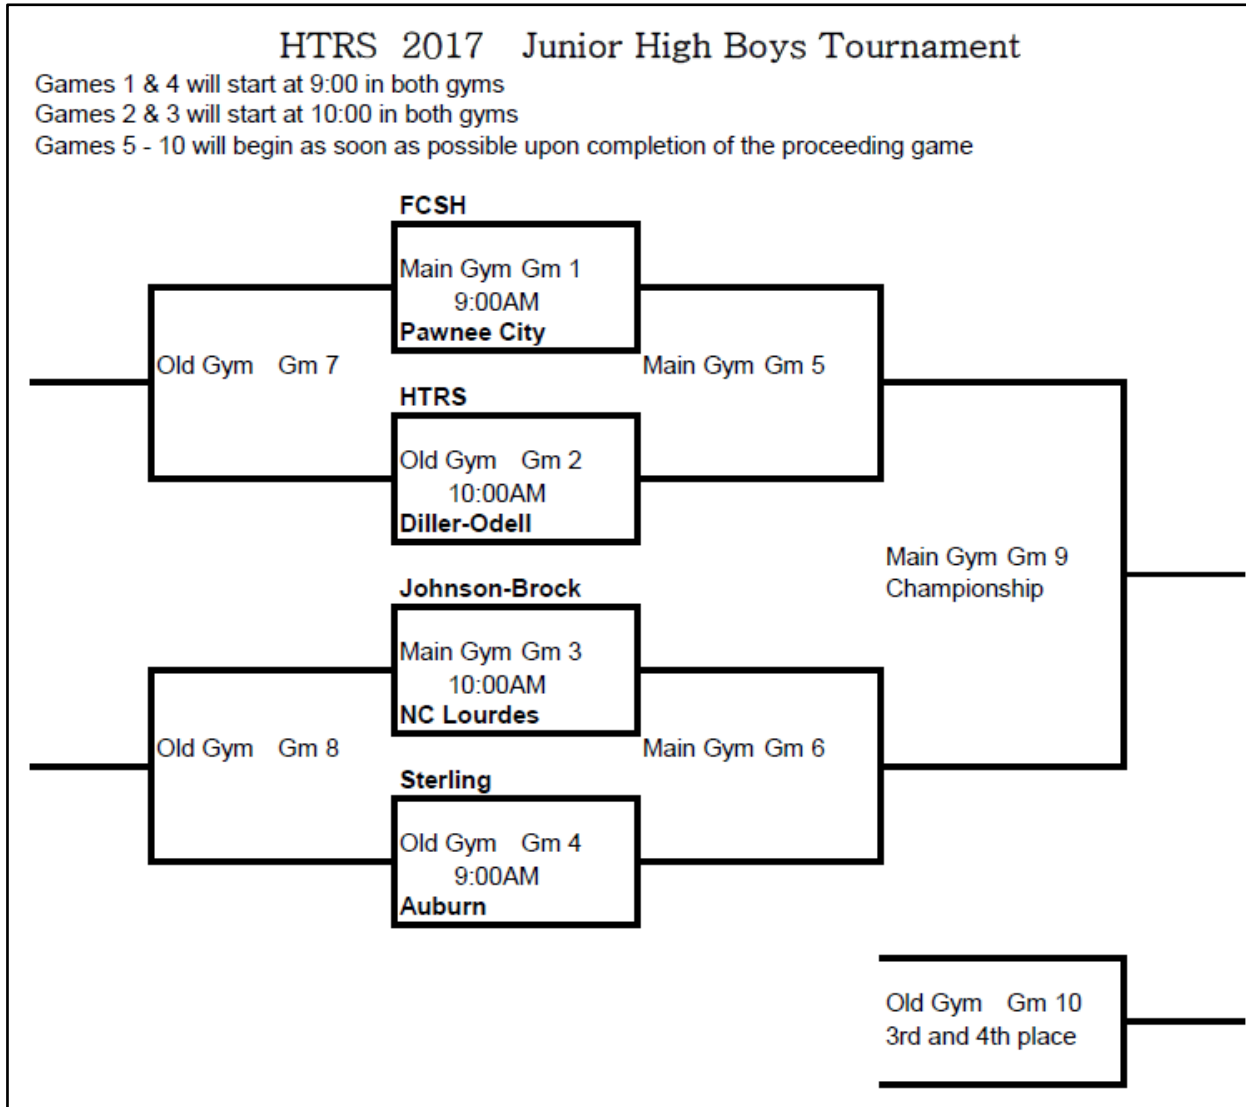 HTRS 2017 Junior High Boys Tournament
Games 1 & 4 will start at 9:00 in both gyms
Games 2 & 3 will start at 10:00 in both gyms
Games 5 - 10 will begin as soon as possible upon completion of the proceeding game
FCSH
Main Gym Gm 1
9:00AM
Pawnee City
Old Gym Gm 7
Main Gym Gm 5
HTRS
Old Gym Gm 2
10:00AM
Diller-Odell
Main Gym Gm 9
Championship
Johnson-Brock
Main Gym Gm 3
10:00AM
NC Lourdes
Old Gym Gm 8
Main Gym Gm 6
Sterling
Old Gym Gm 4
9:00AM
Auburn
Old Gym Gm 10
3rd and 4th place